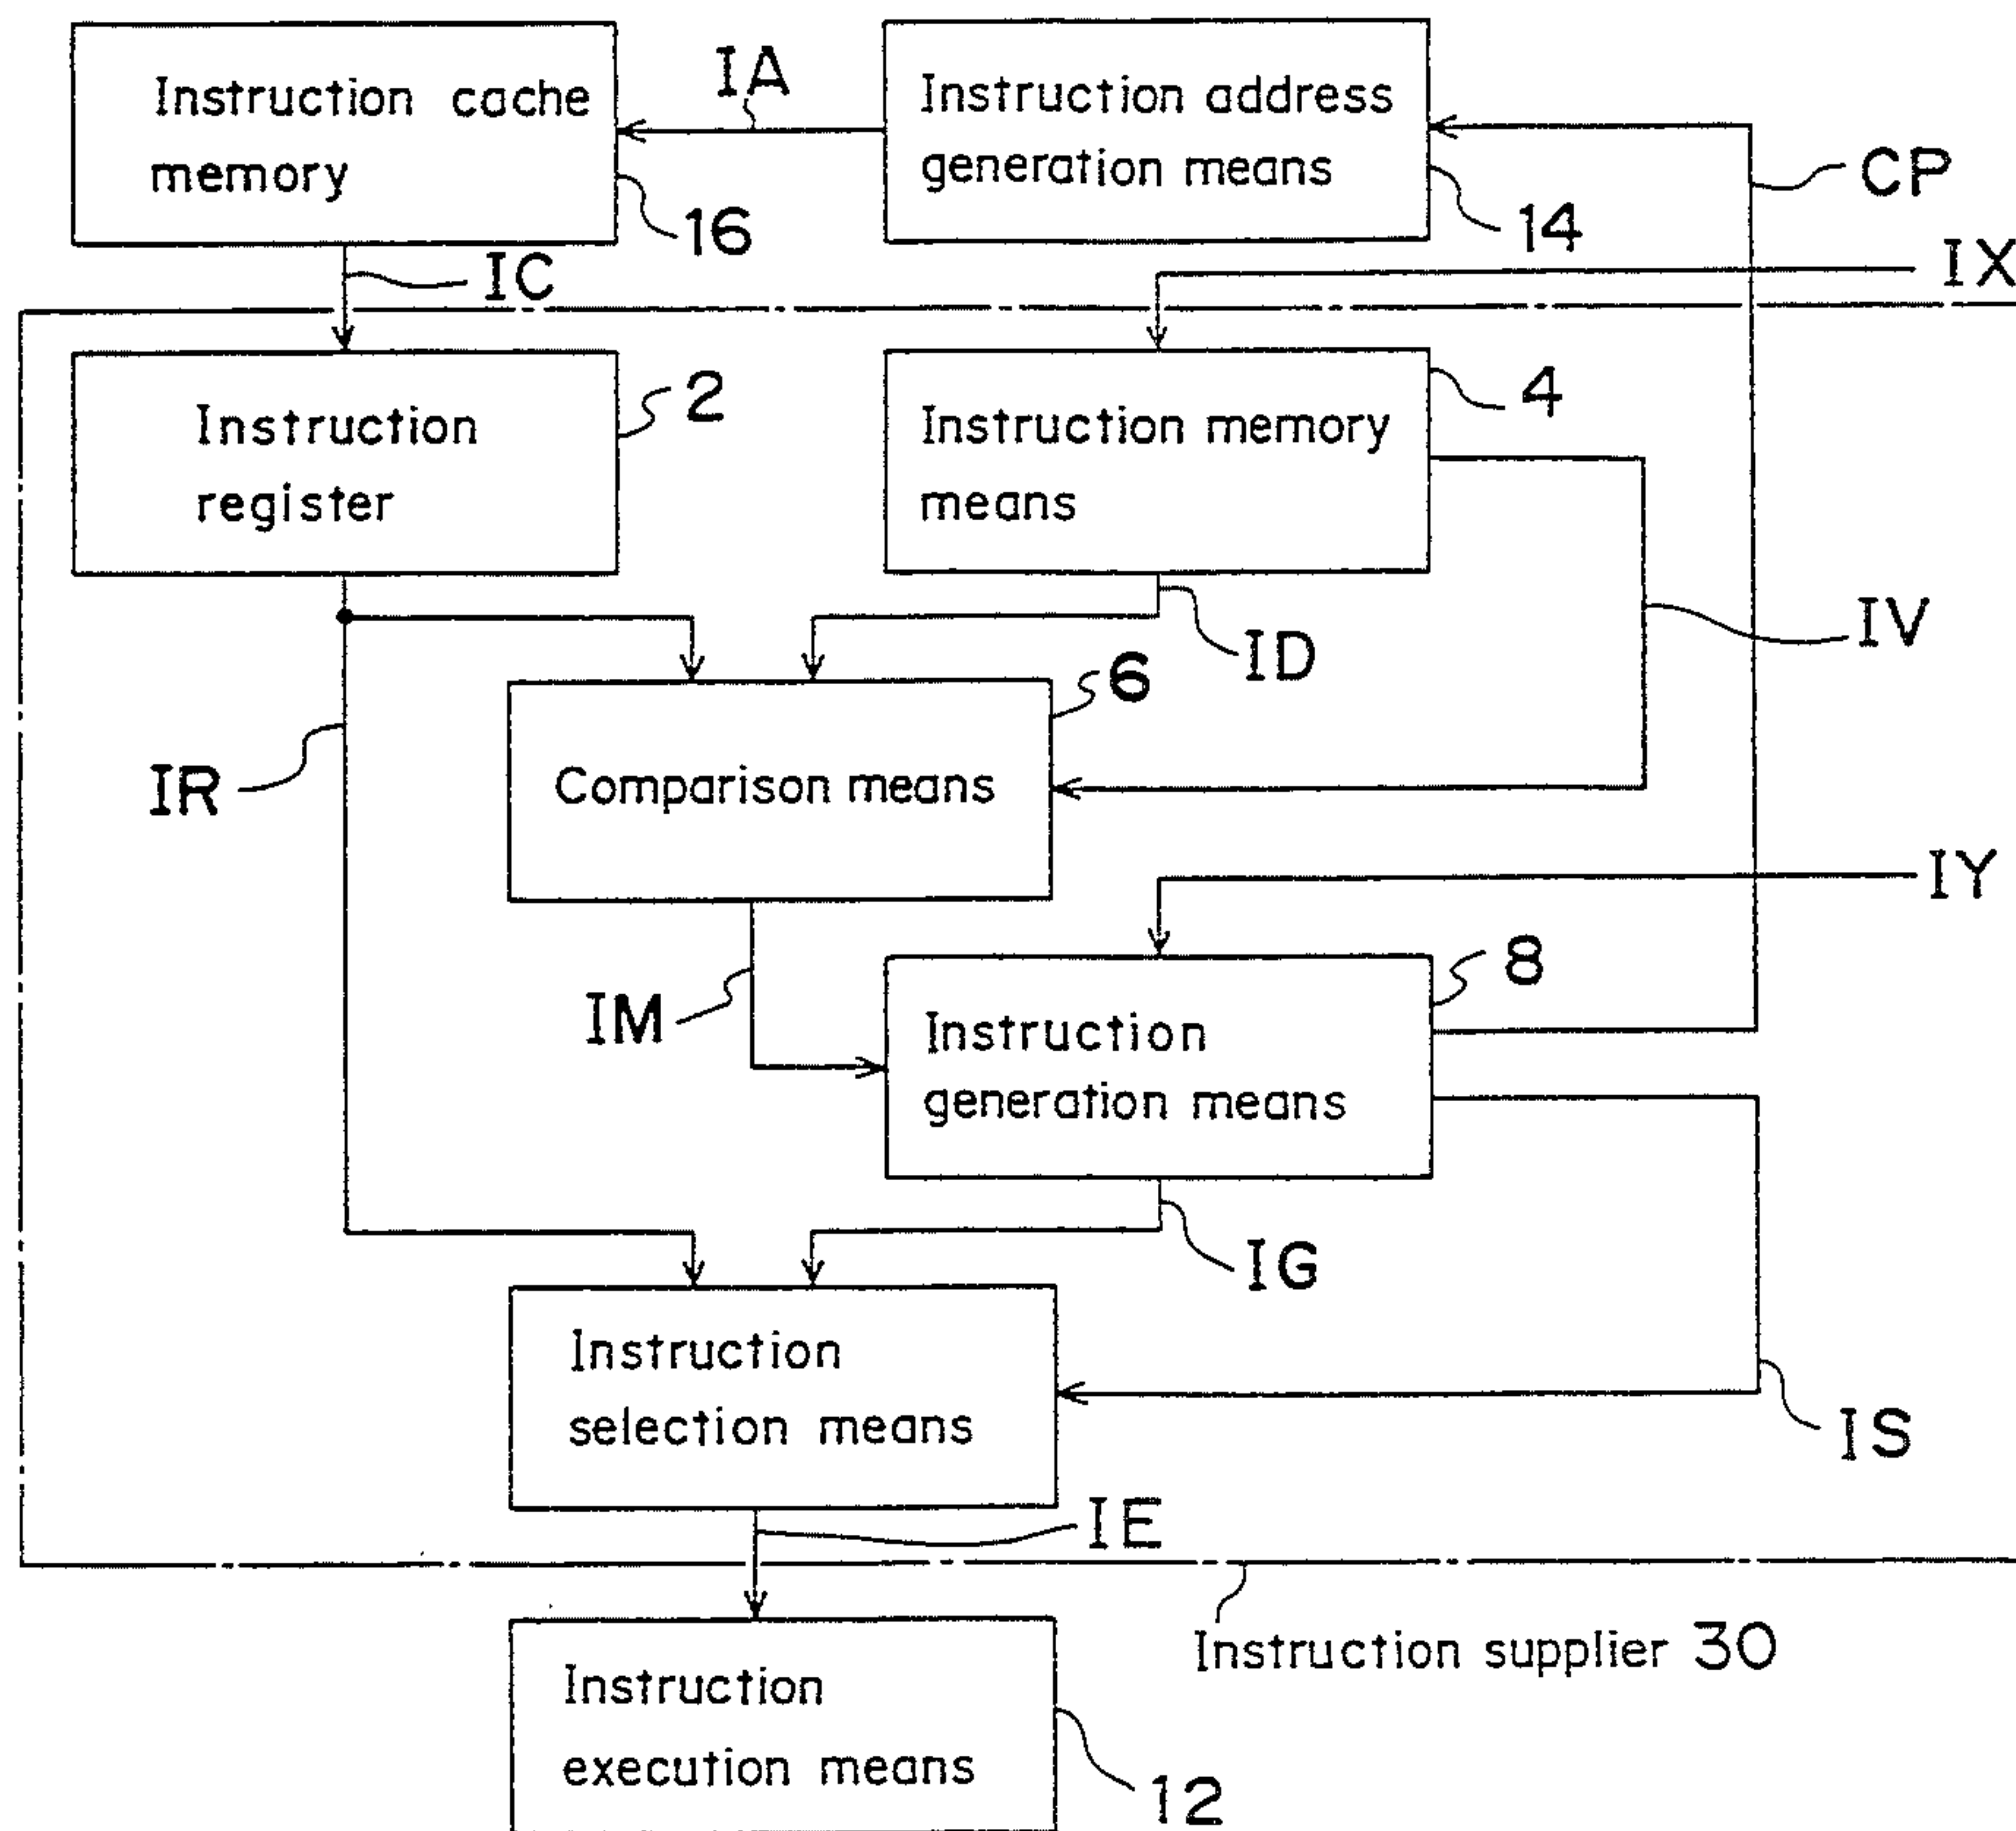 Instruction cache
memory
16
IA
Instruction address
generation means
14
CP
IC
IX
Instruction
register
2
Instruction memory
means
4
IV
ID
6
Comparison means
IR
IY
IM
8
Instruction
generation means
IG
Instruction
selection means
IS
IE
Instruction supplier 30
Instruction
execution means
12